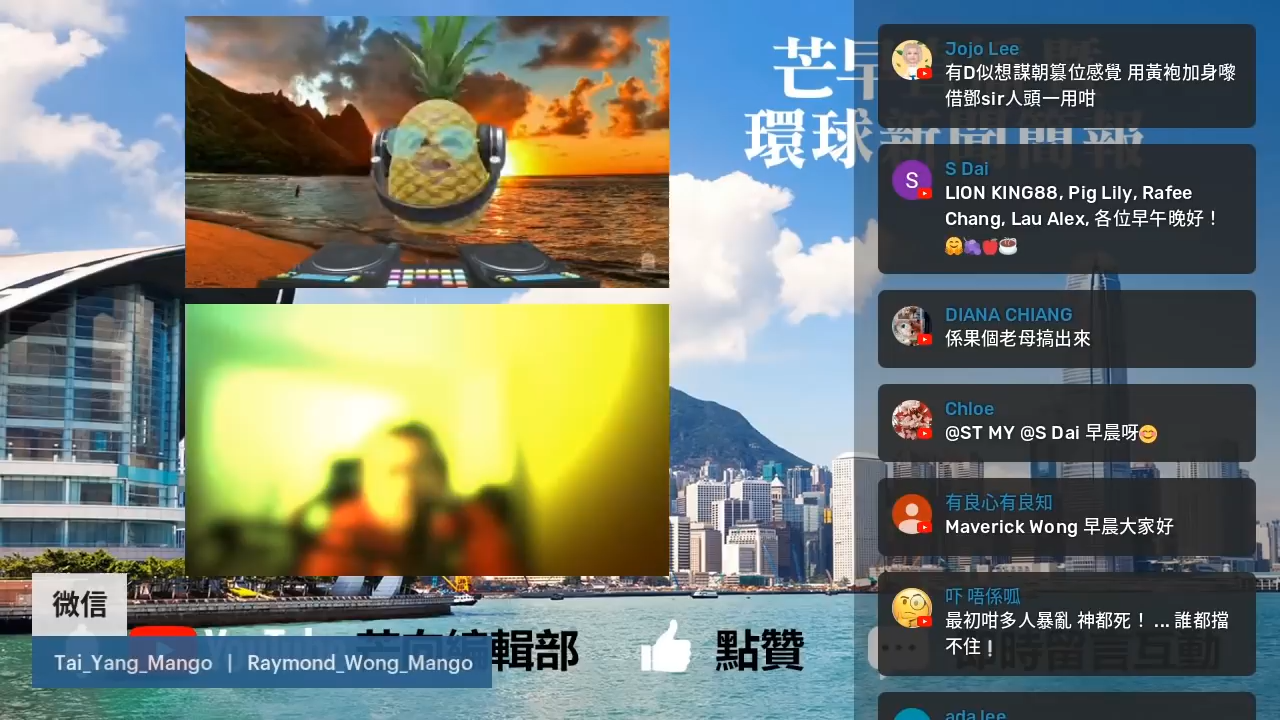 芒早
環球新聞簡報
Jojo Lee
有D似想謀朝篡位感覺 用黃袍加身嚟
借鄧sir人頭一用咁
S Dai
LION KING88, Pig Lily, Rafee
Chang, Lau Alex, 各位早午晚好！
🤗🍇🍎☕
DIANA CHIANG
係果個老母搞出來
Chloe
@ST MY @S Dai 早晨呀😊
有良心有良知
Maverick Wong 早晨大家好
吓 唔係呱
最初咁多人暴亂 神都死！... 誰都擋
不住❗
ada lee
微信
Tai_Yang_Mango | Raymond_Wong_Mango
編輯部
點贊
即時留言互動